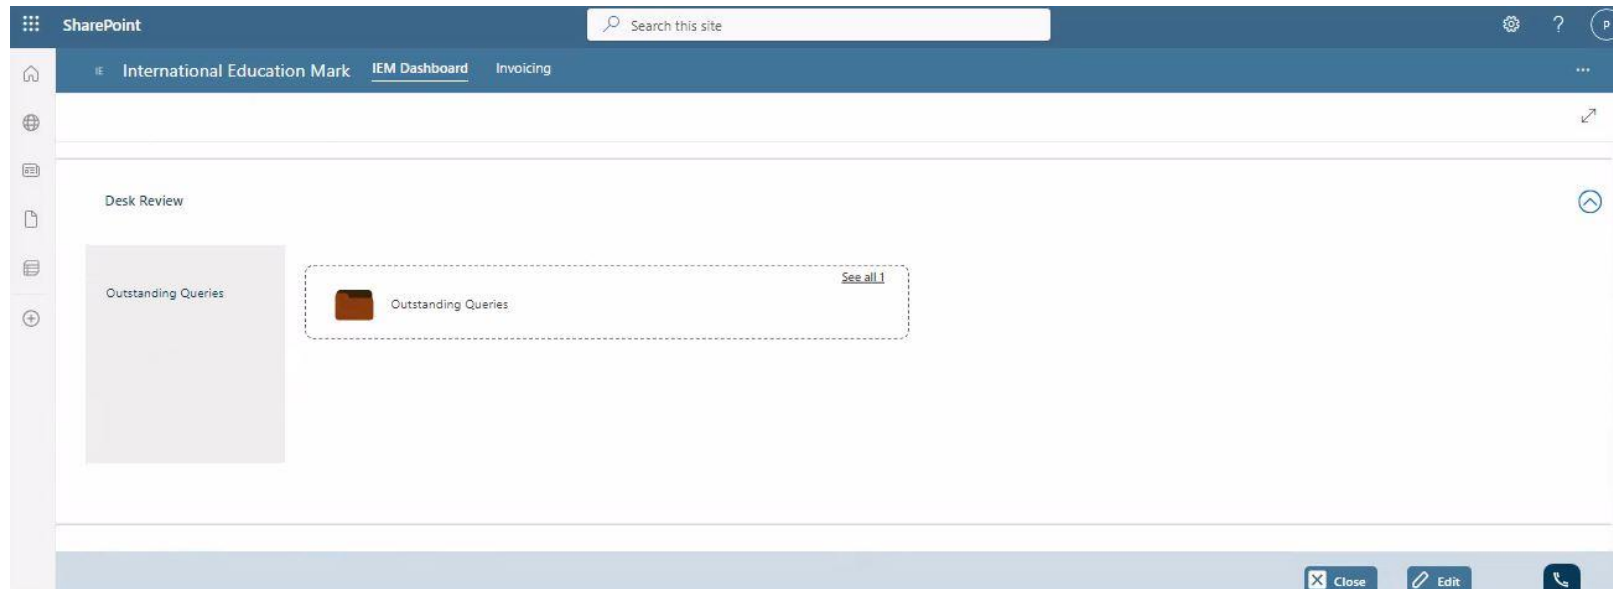 SharePoint
Search this site
?
P
IE International Education Mark IEM Dashboard Invoicing
...
Desk Review
See all 1
Outstanding Queries
Outstanding Queries
Close
Edit